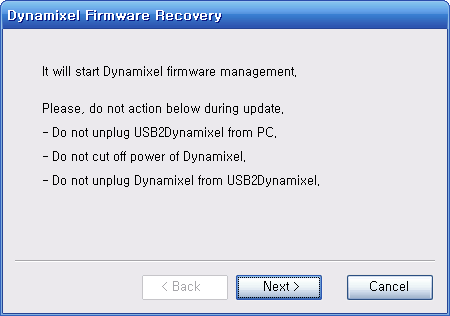 Dynamixel Firmware Recovery
It will start Dynamixel firmware management.
Please, do not action below during update.
- Do not unplug USB2Dynamixel from PC.
- Do not cut off power of Dynamixel.
- Do not unplug Dynamixel from USB2Dynamixel.
< Back
Next >
Cancel